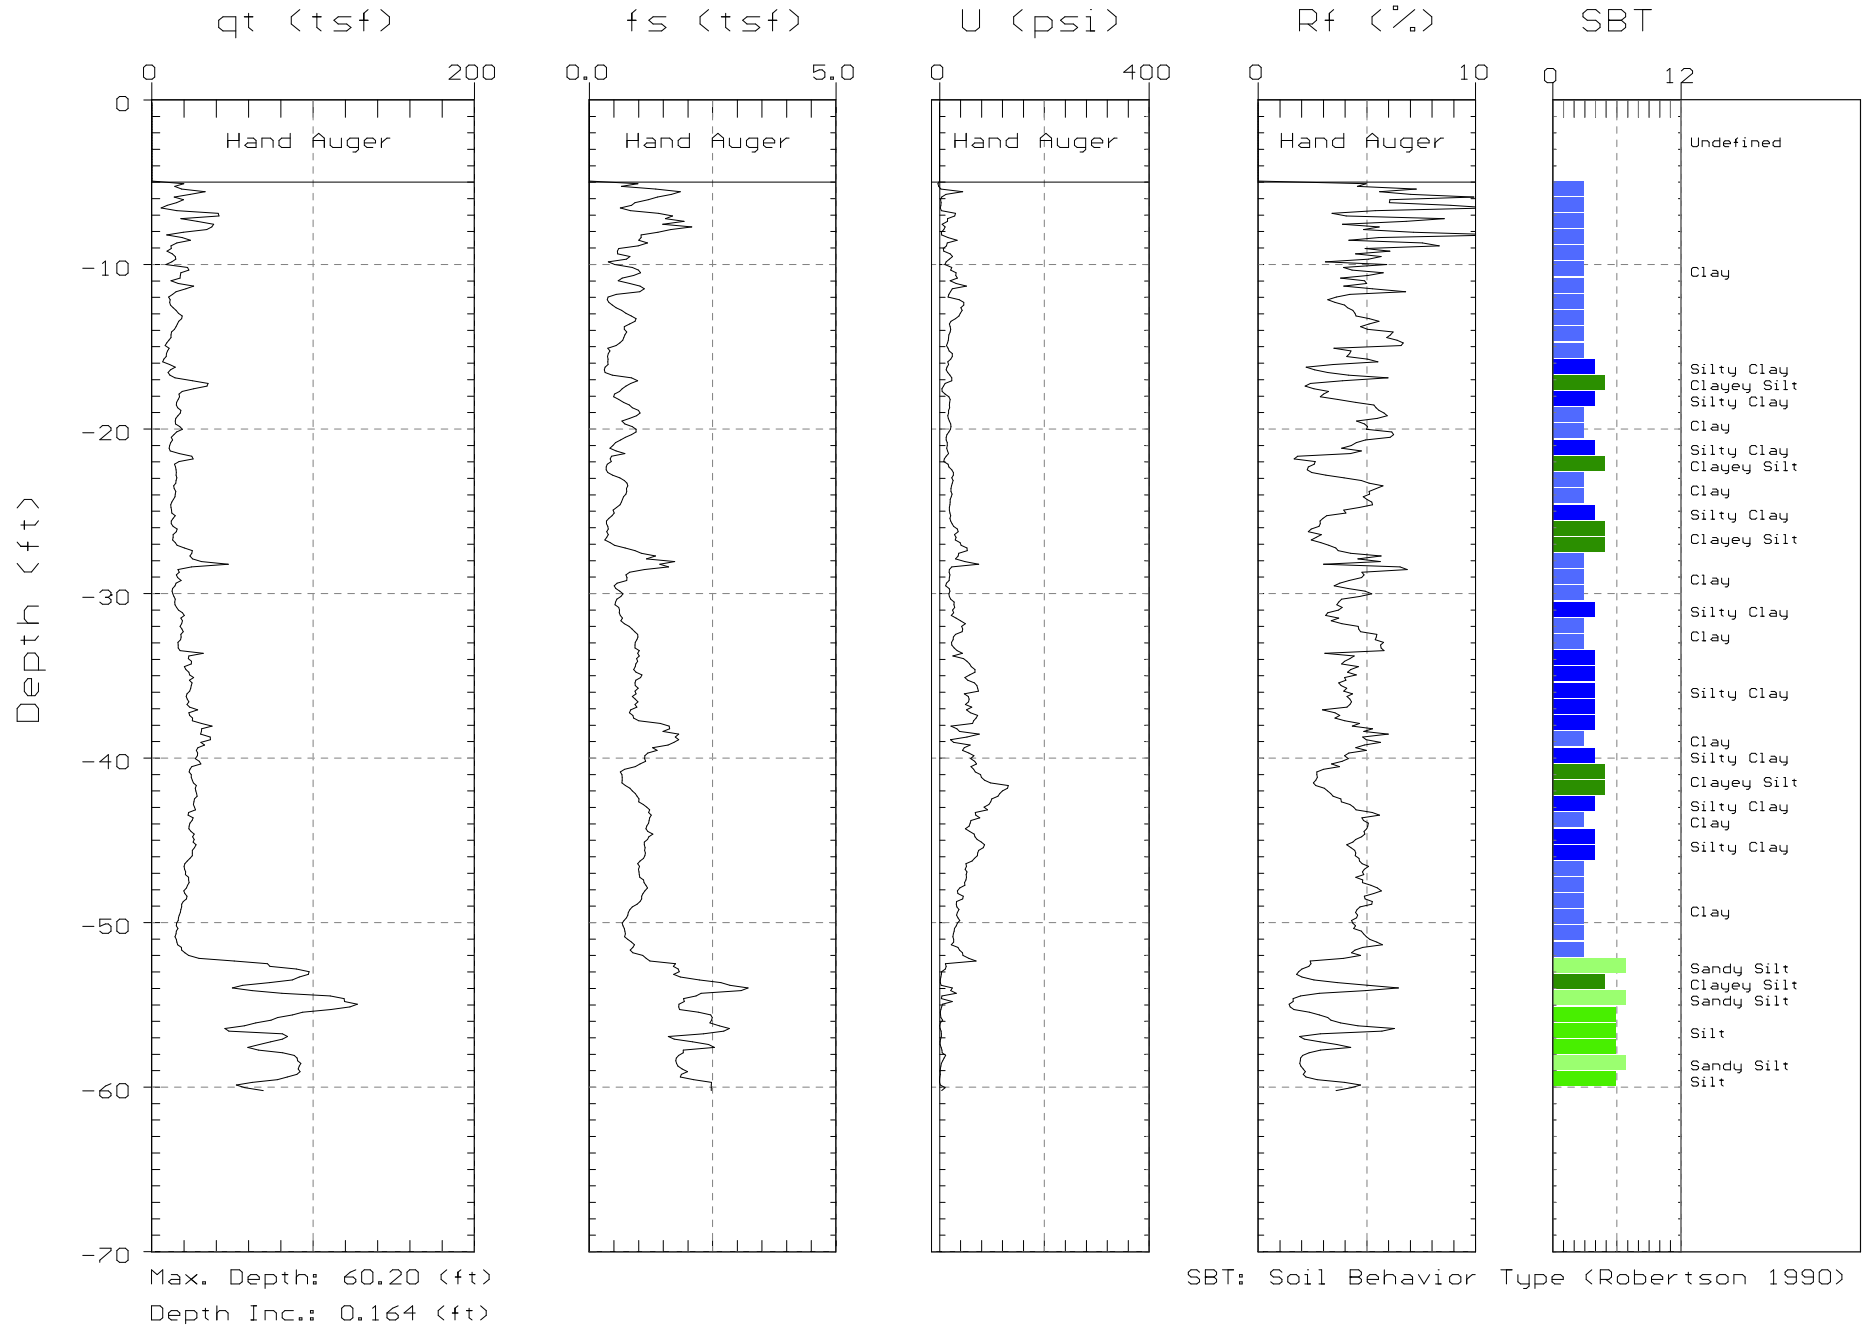 qt (tsf) fs (tsf) U (psi) Rf (%) SBT
0 200 0.0 5.0 0 400 0 10 0 12
0
Hand Auger Hand Auger Hand Auger Hand Auger Undefined
-10
Clay
Silty Clay
Clayey Silt
Silty Clay
Clay
-20
Silty Clay
Clayey Silt
Clay
Silty Clay
Clayey Silt
Clay
-30
Silty Clay
Clay
Silty Clay
Clay
-40
Silty Clay
Clayey Silt
Silty Clay
Clay
Silty Clay
Clay
-50
Sandy Silt
Clayey Silt
Sandy Silt
Silt
Sandy Silt
Silt
-60
-70
Depth (ft)
Max. Depth: 60.20 (ft)
Depth Inc.: 0.164 (ft)
SBT: Soil Behavior Type (Robertson 1990)